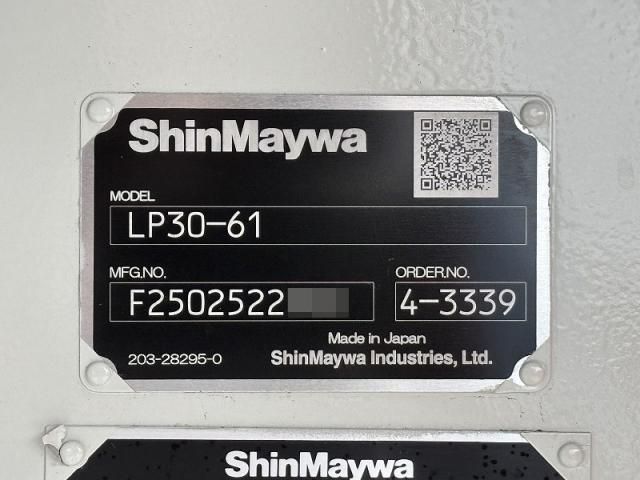 ShinMaywa
MODEL
LP30-61
MFG.NO. ORDER.NO.
F2502522 4-3339
Made in Japan
203-28295-0 ShinMaywa Industries, Ltd.
ShinMaywa